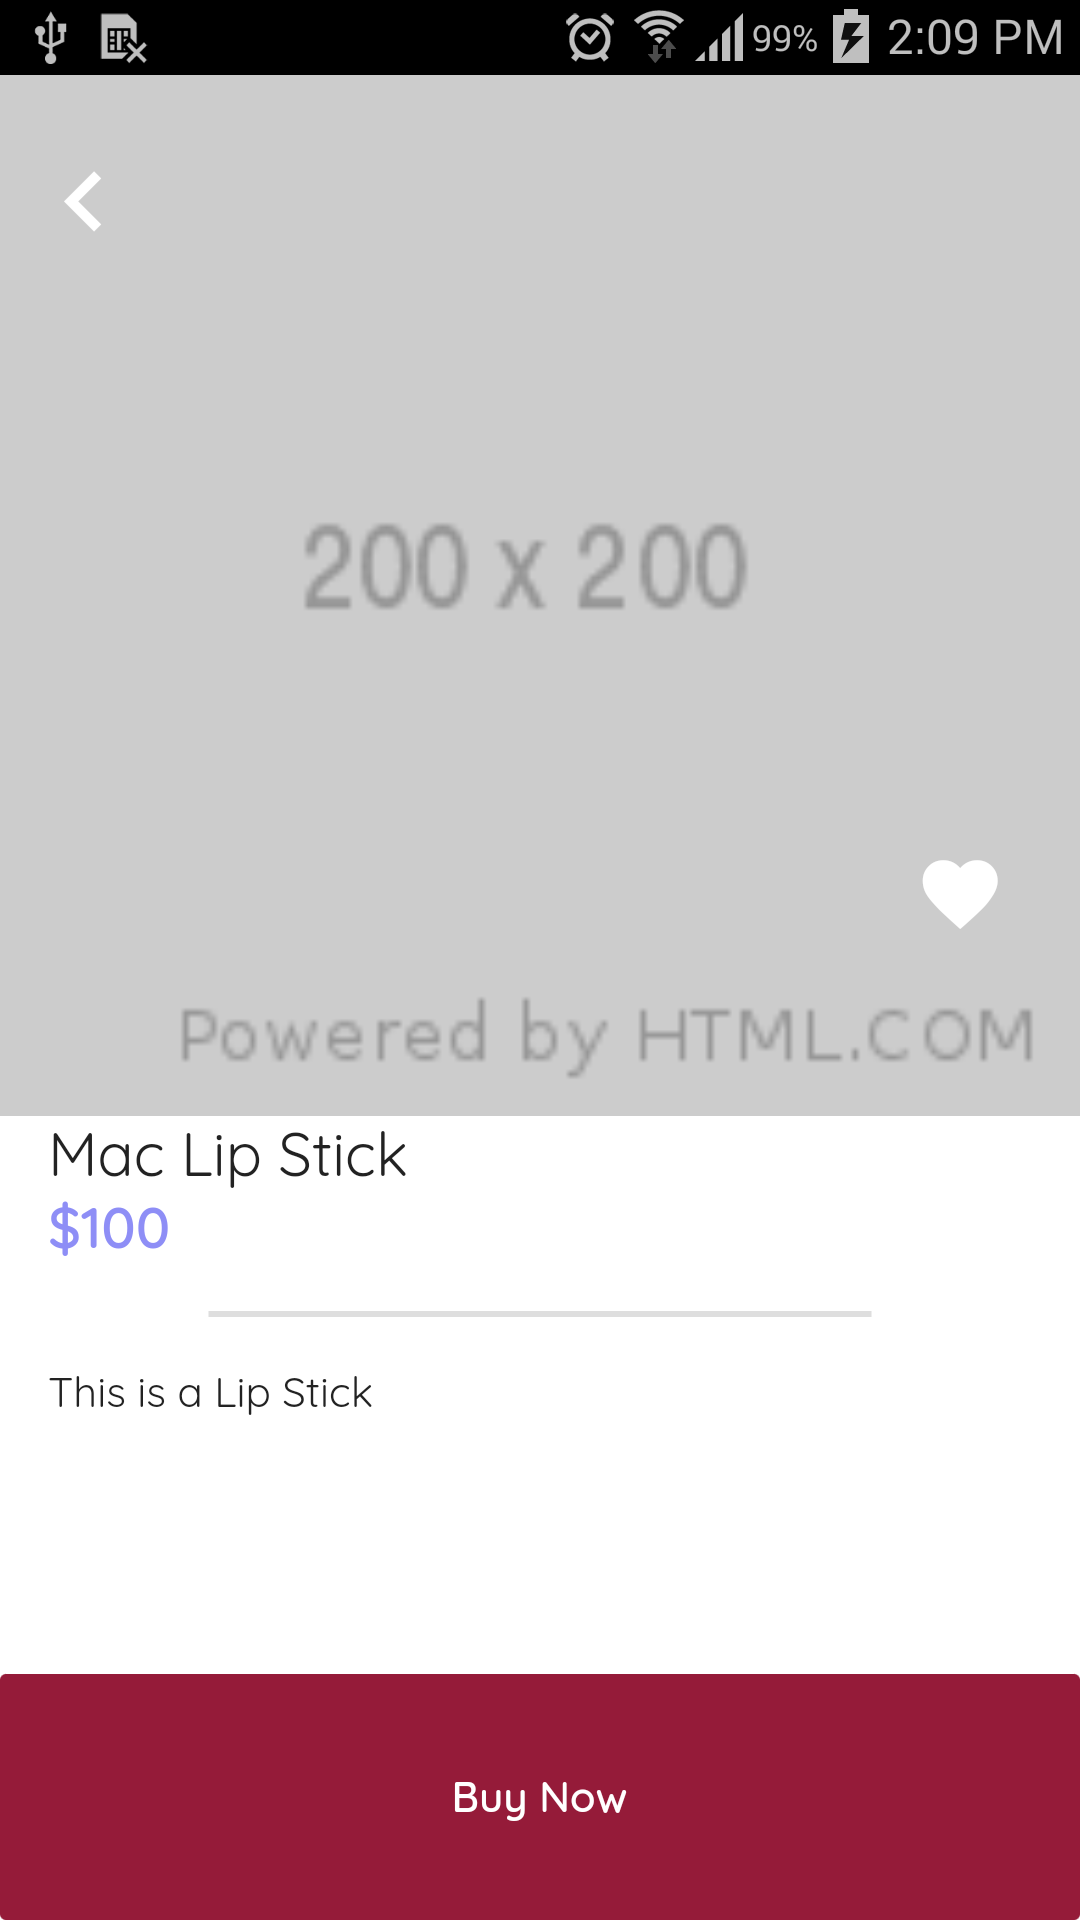 99% 2:09 PM
200 x 200
Powered by HTML.COM
Mac Lip Stick
$100
This is a Lip Stick
Buy Now